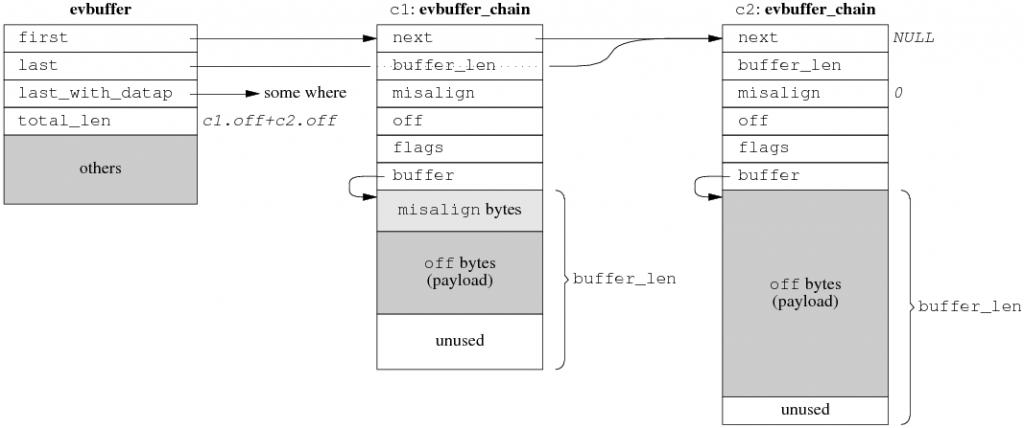 evbuffer
first
last
last_with_datap
some where
total_len
c1.off+c2.off
others
c1: evbuffer_chain
next
buffer_len
misalign
off
flags
buffer
misalign bytes
off bytes
(payload)
unused
buffer_len
c2: evbuffer_chain
next
NULL
buffer_len
misalign
0
off
flags
buffer
off bytes
(payload)
unused
buffer_len